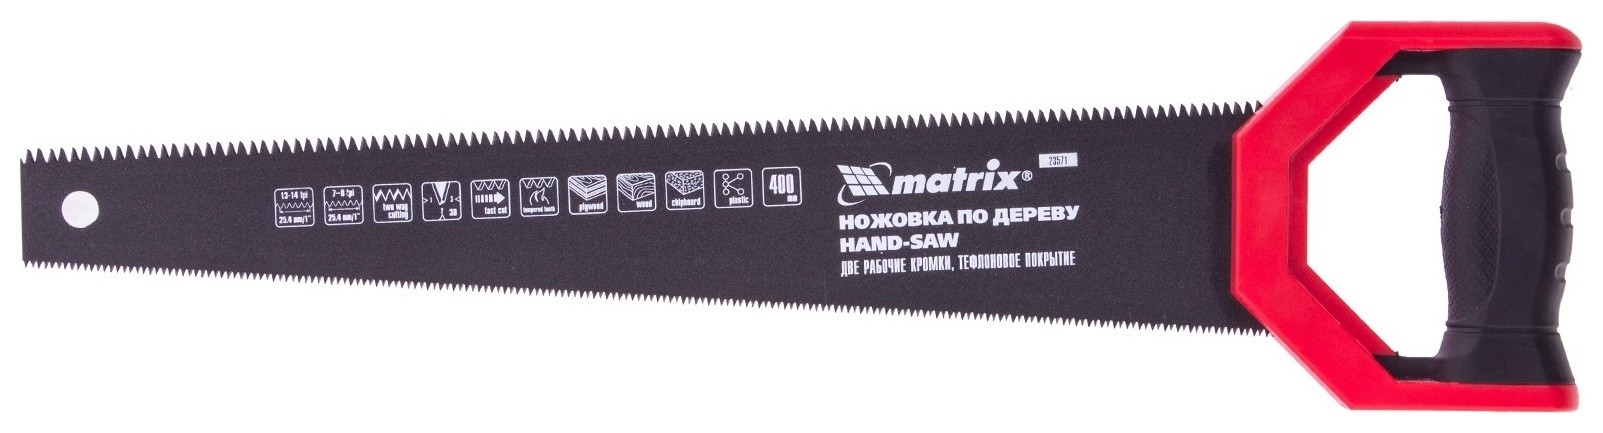 13-14 tpi
25.4 mm/1"
7-8 tpi
25.4 mm/1"
two way
cutting
1 3
3D
fast cut
tempered teeth
plywood
wood
chipboard
plastic
400
mm
matrix®
23571
НОЖОВКА ПО ДЕРЕВУ
HAND-SAW
ДВЕ РАБОЧИЕ КРОМКИ, ТЕФЛОНОВОЕ ПОКРЫТИЕ